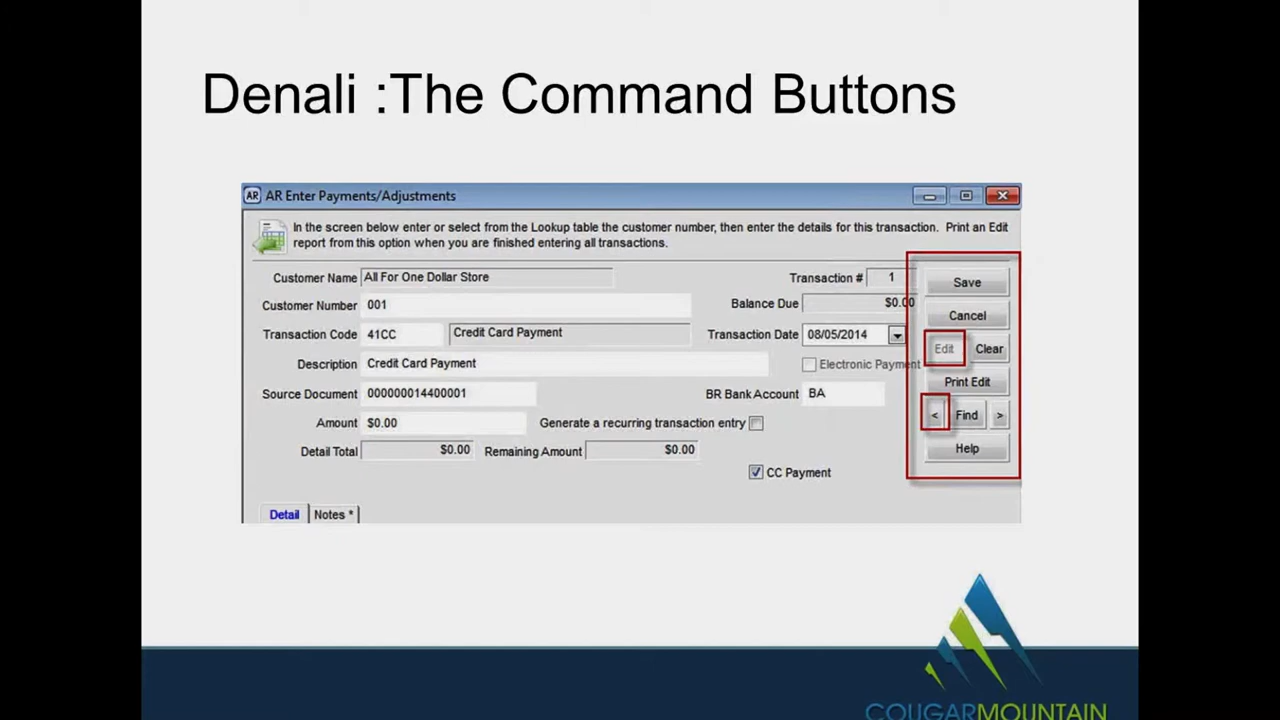 Denali :The Command Buttons
AR AR Enter Payments/Adjustments
In the screen below enter or select from the Lookup table the customer number, then enter the details for this transaction. Print an Edit
report from this option when you are finished entering all transactions.
Customer Name All For One Dollar Store Transaction # 1 Save
Customer Number 001 Balance Due $0.00 Cancel
Transaction Code 41CC Credit Card Payment Transaction Date 08/05/2014 Edit Clear
Description Credit Card Payment Electronic Payment Print Edit
Source Document 000000014400001 BR Bank Account BA < Find >
Amount $0.00 Generate a recurring transaction entry Help
Detail Total $0.00 Remaining Amount $0.00
CC Payment
Detail Notes *
COUGARMOUNTAIN